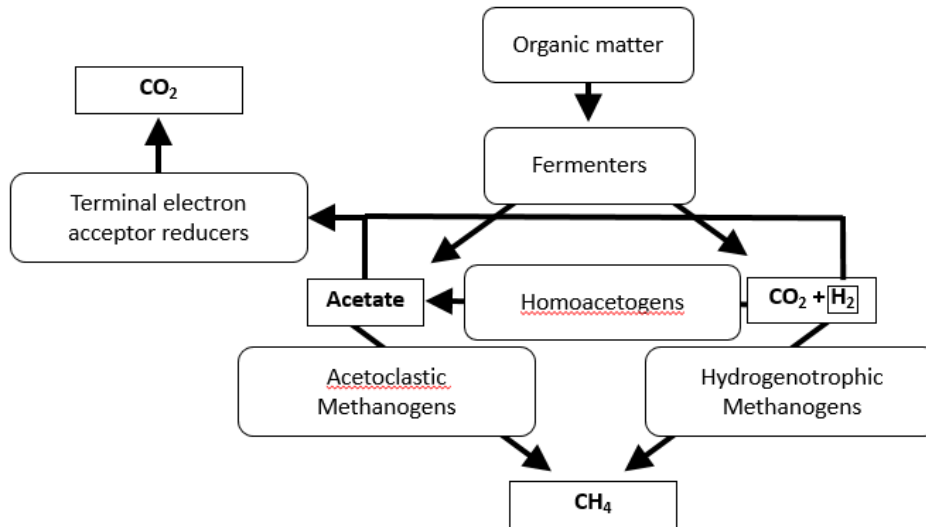 Organic matter
CO₂
Fermenters
Terminal electron
acceptor reducers
Acetate
Homoacetogens
CO₂ + H₂
Acetoclastic
Methanogens
Hydrogenotrophic
Methanogens
CH₄